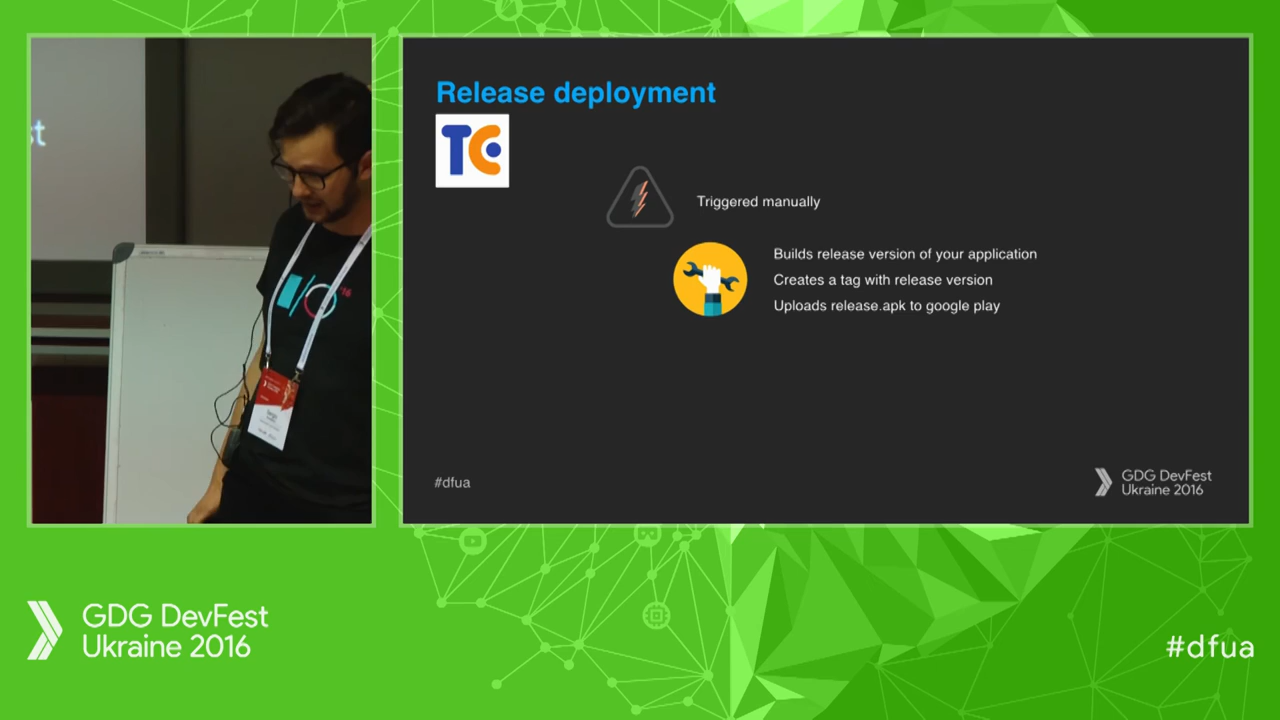 Release deployment
TC
Triggered manually
Builds release version of your application
Creates a tag with release version
Uploads release.apk to google play
#dfua
GDG DevFest
Ukraine 2016
GDG DevFest
Ukraine 2016
#dfua